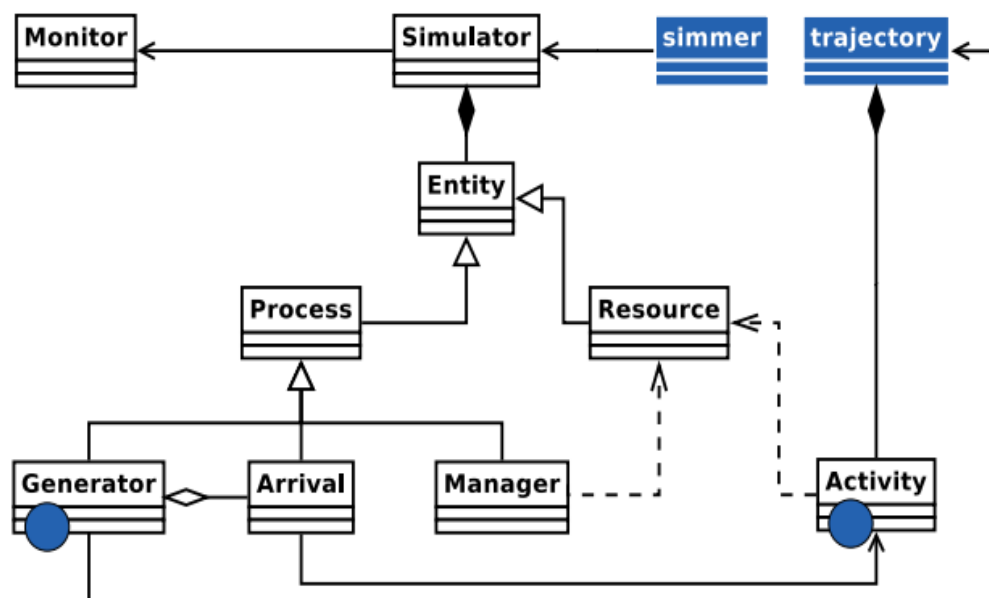 Monitor
Simulator
simmer
trajectory
Entity
Process
Resource
Generator
Arrival
Manager
Activity